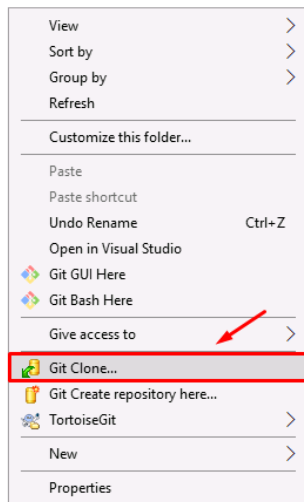 View
Sort by
Group by
Refresh
Customize this folder...
Paste
Paste shortcut
Undo Rename Ctrl+Z
Open in Visual Studio
Git GUI Here
Git Bash Here
Give access to
Git Clone...
Git Create repository here...
TortoiseGit
New
Properties